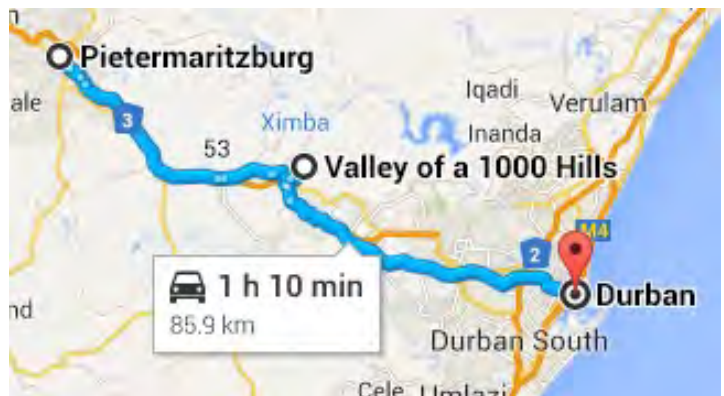 Pietermaritzburg
ale
3
Iqadi
Verulam
Ximba
Inanda
53
Valley of a 1000 Hills
M4
2
1 h 10 min
85.9 km
Durban
nd
Durban South
Cele
Umlazi